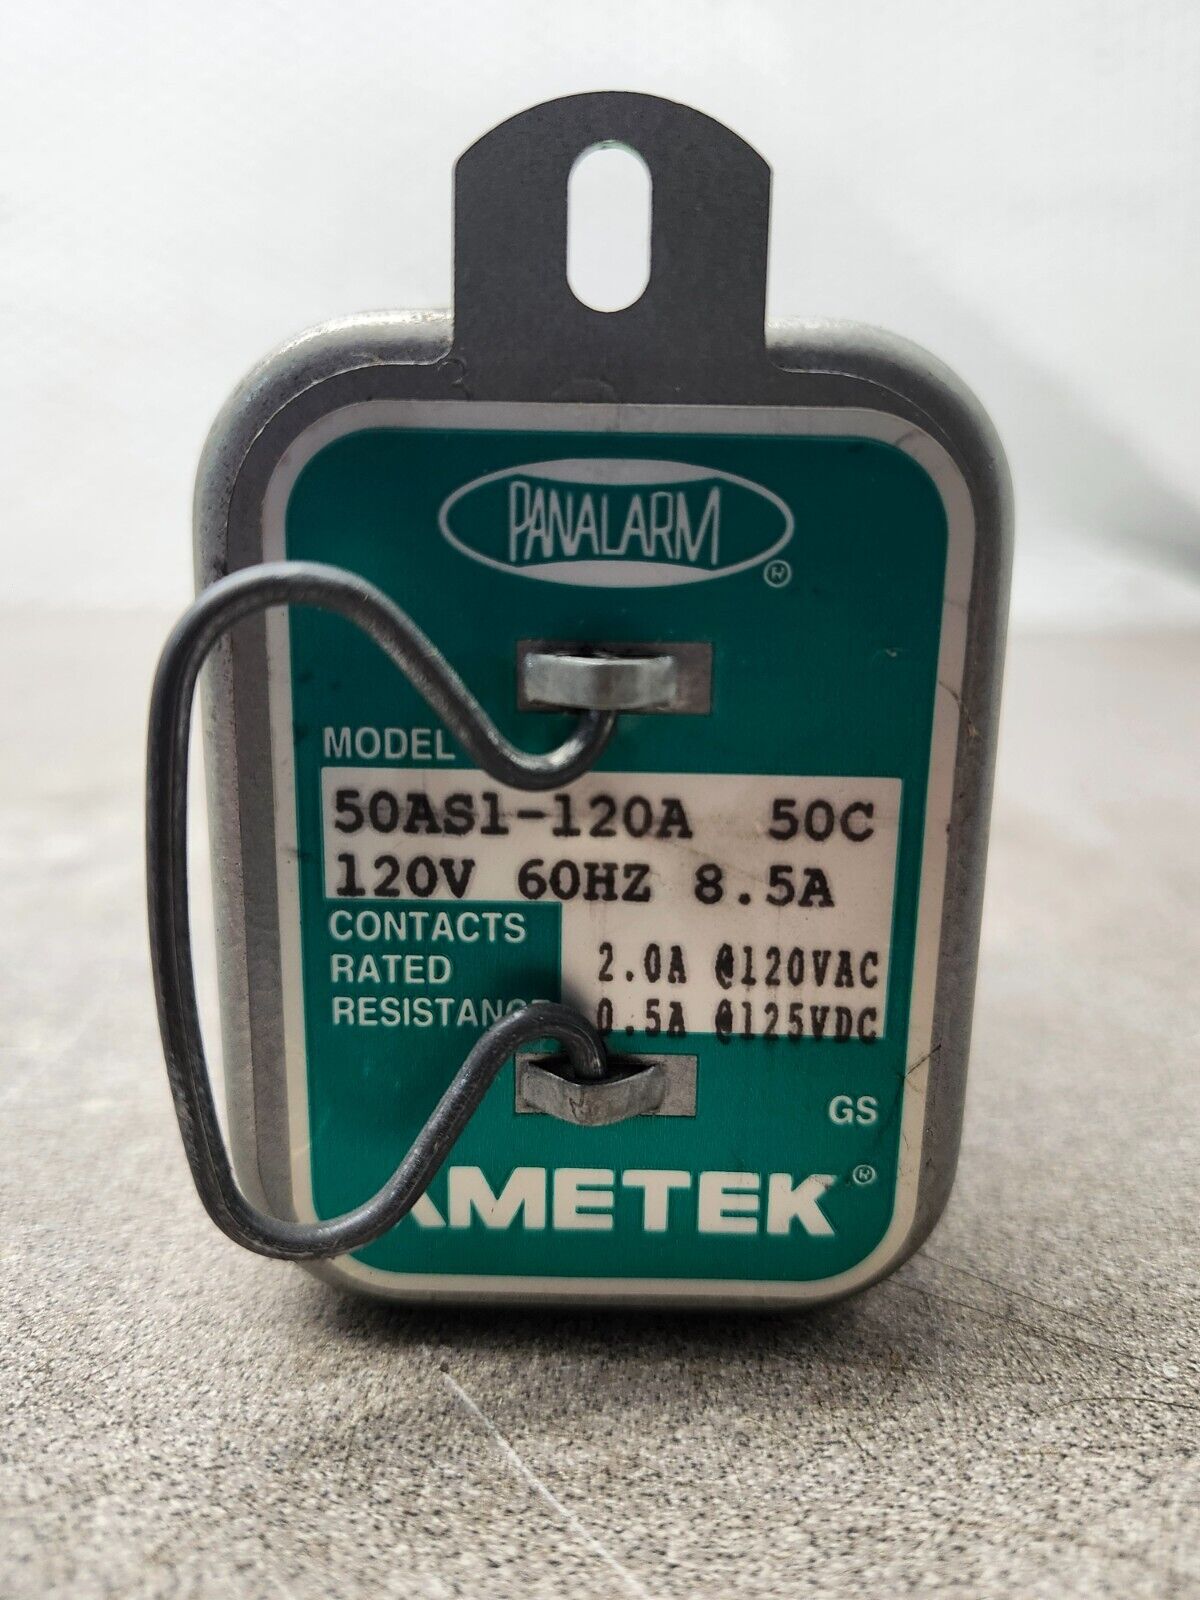 PANALARM ®
MODEL
50AS1-120A 50C
120V 60HZ 8.5A
CONTACTS
RATED 2.0A @120VAC
RESISTANCE 0.5A @125VDC
GS
AMETEK ®